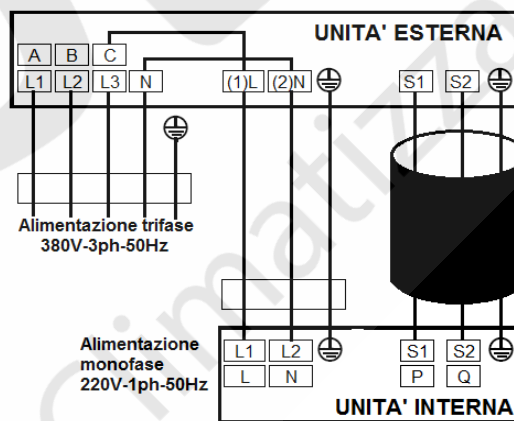 UNITA' ESTERNA
A B C
L1 L2 L3 N (1)L (2)N S1 S2
Alimentazione trifase
380V-3ph-50Hz
Alimentazione
monofase
220V-1ph-50Hz
L1 L2 S1 S2
L N P Q
UNITA' INTERNA
climatizza